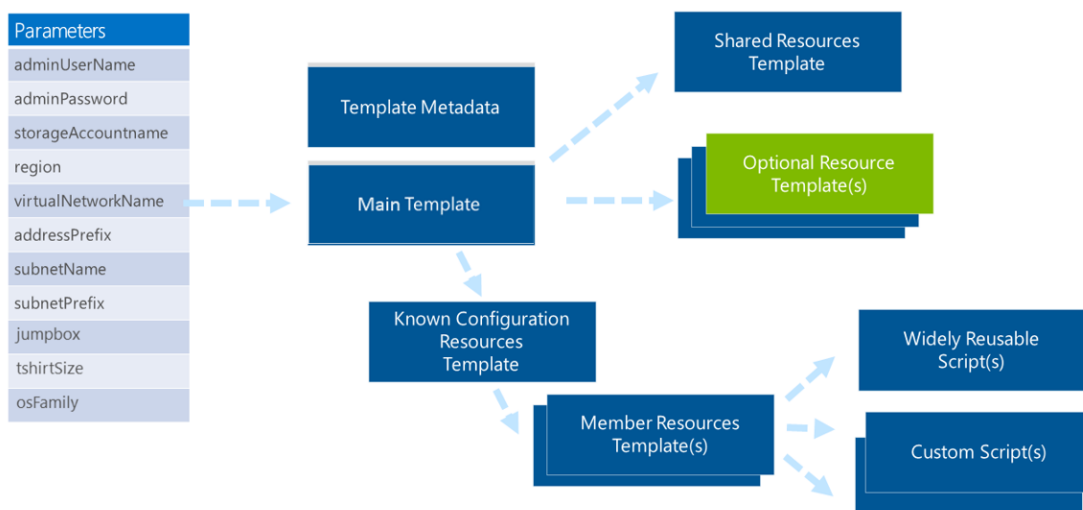 Parameters
adminUserName
adminPassword
storageAccountname
region
virtualNetworkName
addressPrefix
subnetName
subnetPrefix
jumpbox
tshirtSize
osFamily
Template Metadata
Main Template
Shared Resources
Template
Optional Resource
Template(s)
Known Configuration
Resources
Template
Member Resources
Template(s)
Widely Reusable
Script(s)
Custom Script(s)